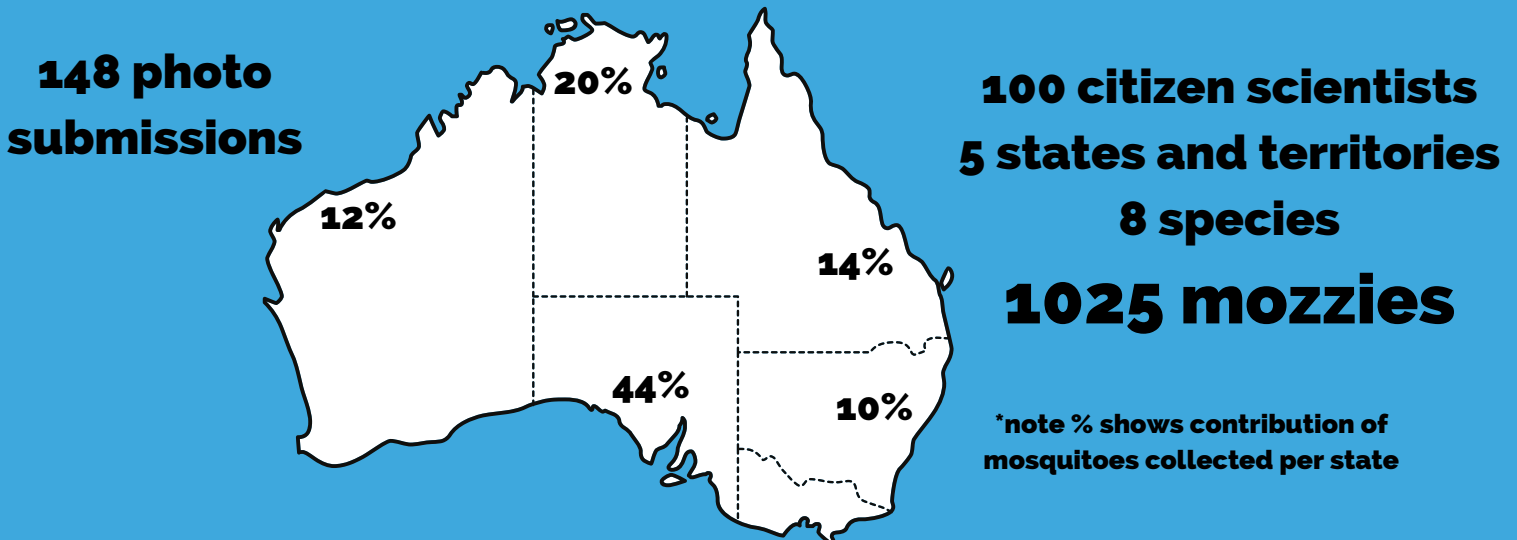 148 photo
submissions
20%
12%
14%
44%
10%
100 citizen scientists
5 states and territories
8 species
1025 mozzies
*note % shows contribution of
mosquitoes collected per state